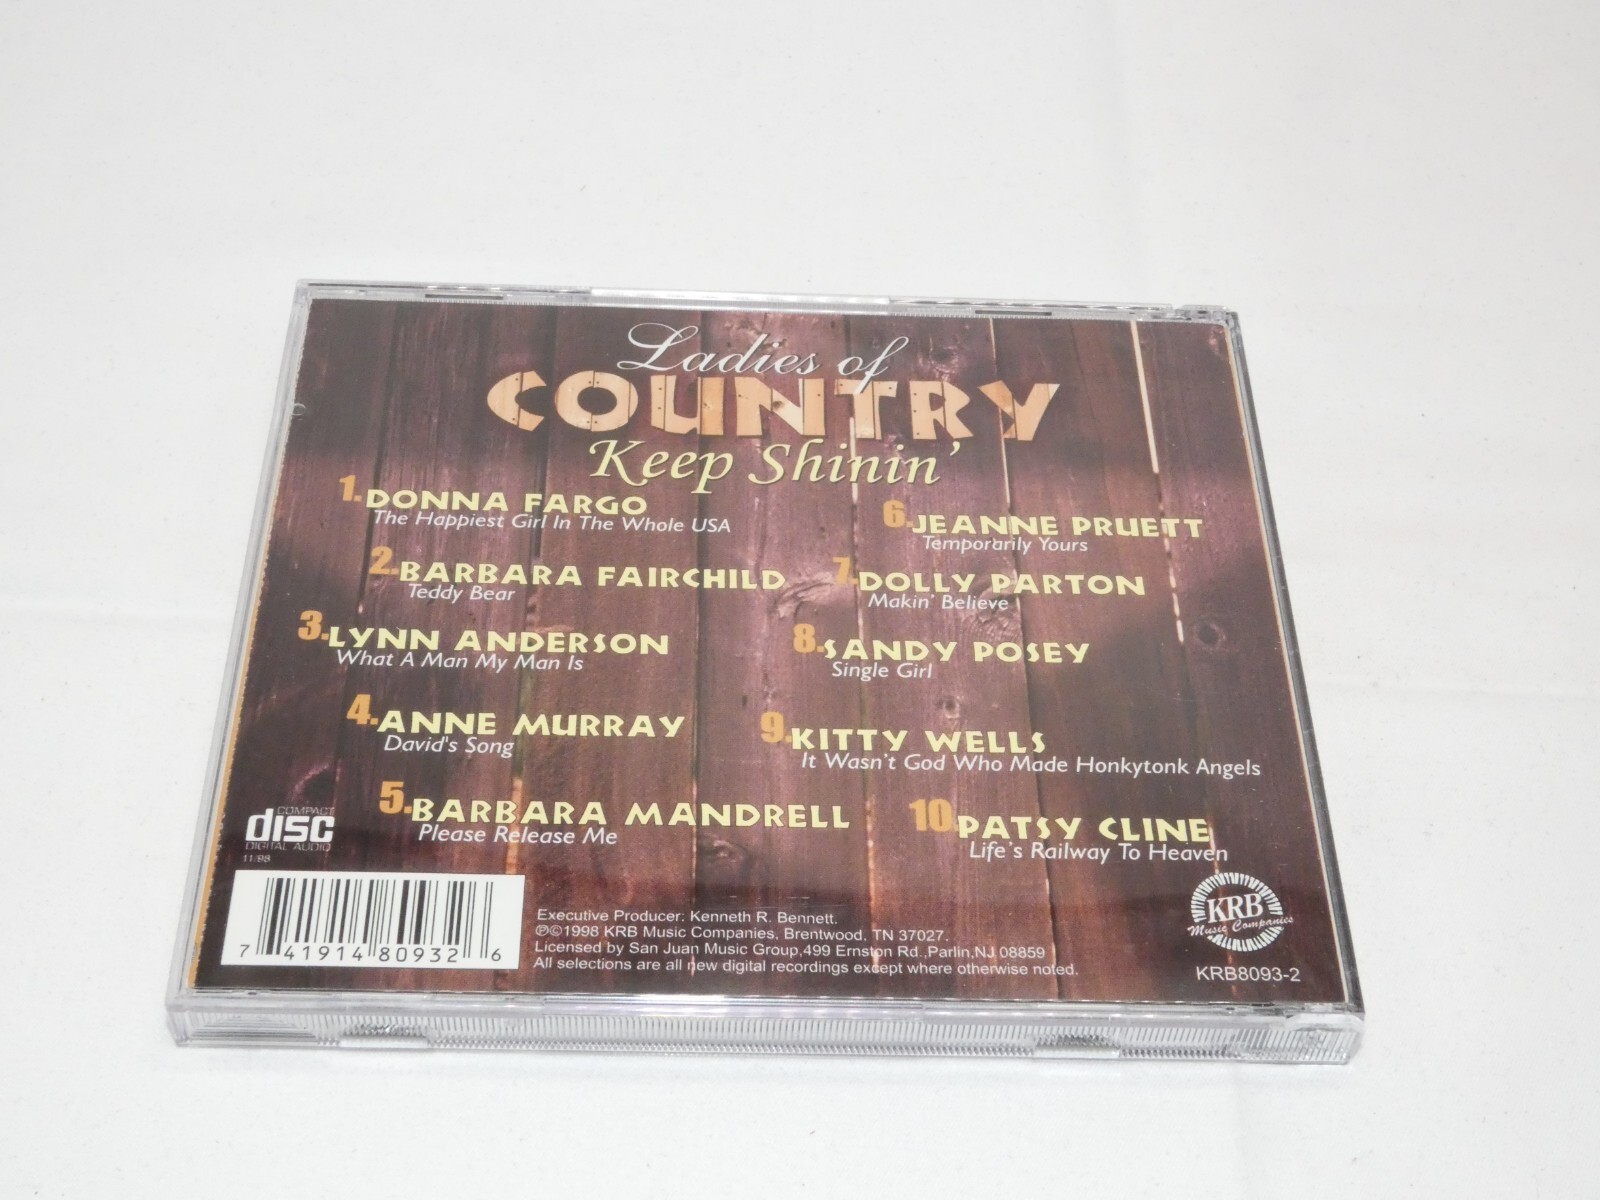 Ladies of
COUNTRY
Keep Shinin'
1. DONNA FARGO
The Happiest Girl In The Whole USA
2. BARBARA FAIRCHILD
Teddy Bear
3. LYNN ANDERSON
What A Man My Man Is
4. ANNE MURRAY
David's Song
5. BARBARA MANDRELL
Please Release Me
6. JEANNE PRUETT
Temporarily Yours
7. DOLLY PARTON
Makin' Believe
8. SANDY POSEY
Single Girl
9. KITTY WELLS
It Wasn't God Who Made Honkytonk Angels
10. PATSY CLINE
Life's Railway To Heaven
COMPACT
disc
DIGITAL AUDIO
11/98
7 41914 80932 6
Executive Producer: Kenneth R. Bennett.
℗©1998 KRB Music Companies, Brentwood, TN 37027.
Licensed by San Juan Music Group,499 Ernston Rd.,Parlin,NJ 08859
All selections are all new digital recordings except where otherwise noted.
KRB
Music Companies
KRB8093-2